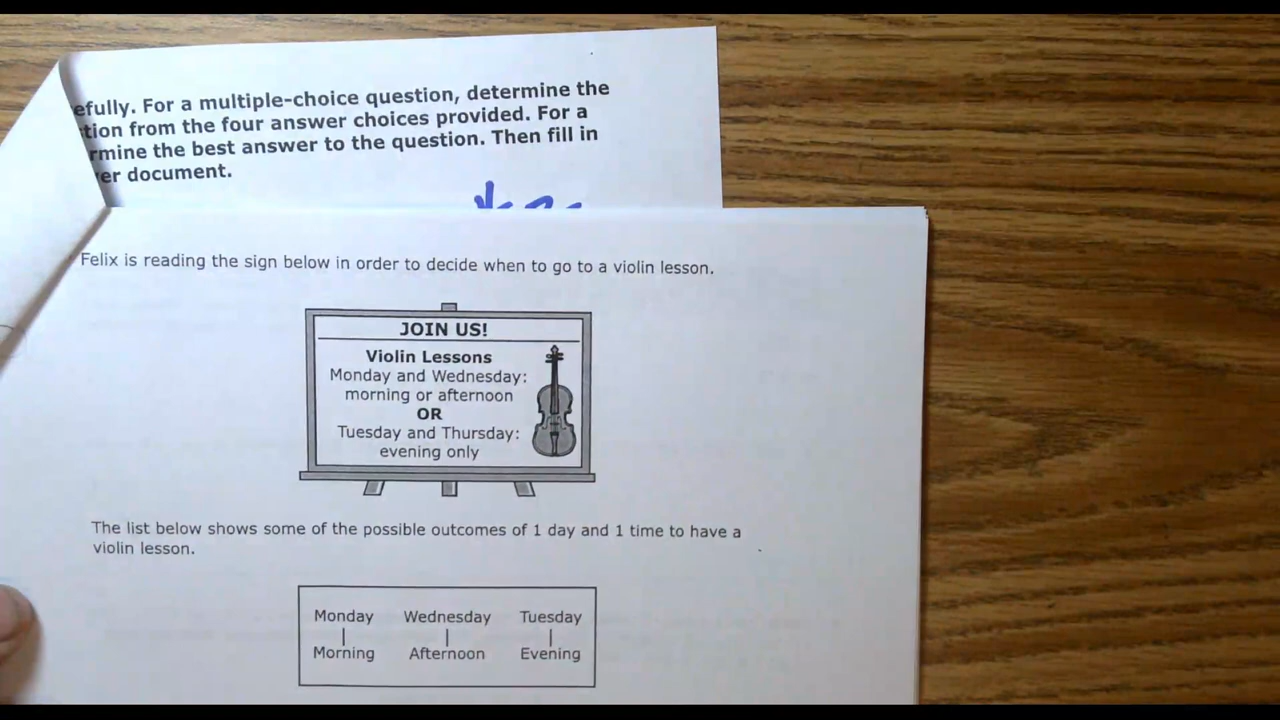 efully. For a multiple-choice question, determine the
tion from the four answer choices provided. For a
rmine the best answer to the question. Then fill in
er document.
Felix is reading the sign below in order to decide when to go to a violin lesson.
JOIN US!
Violin Lessons
Monday and Wednesday:
morning or afternoon
OR
Tuesday and Thursday:
evening only
The list below shows some of the possible outcomes of 1 day and 1 time to have a
violin lesson.
Monday Wednesday Tuesday
Morning Afternoon Evening